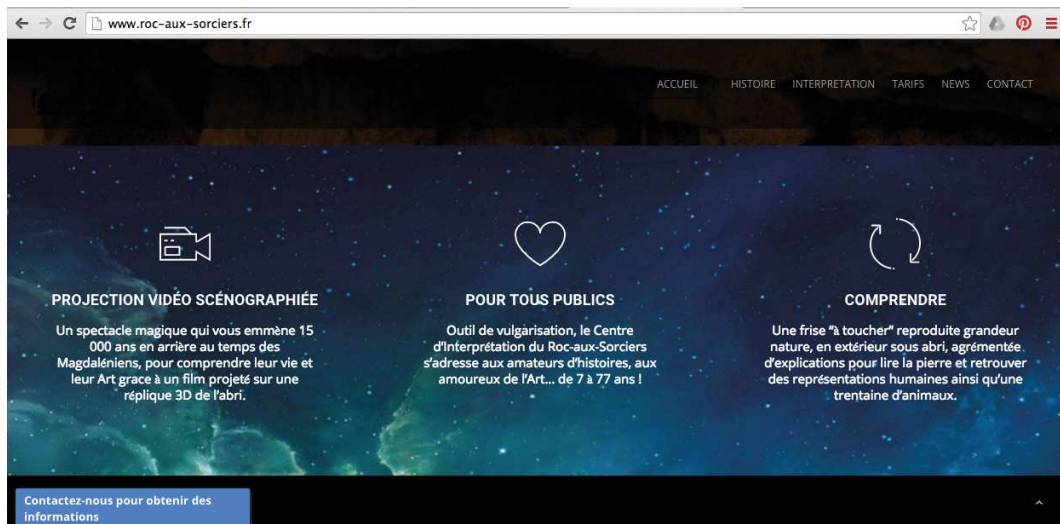 www.roc-aux-sorciers.fr
ACCUEIL HISTOIRE INTERPRETATION TARIFS NEWS CONTACT
PROJECTION VIDÉO SCÉNOGRAPHIÉE
Un spectacle magique qui vous emmène 15
000 ans en arrière au temps des
Magdaléniens, pour comprendre leur vie et
leur Art grace à un film projeté sur une
réplique 3D de l'abri.
POUR TOUS PUBLICS
Outil de vulgarisation, le Centre
d'Interprétation du Roc-aux-Sorciers
s'adresse aux amateurs d'histoires, aux
amoureux de l'Art... de 7 à 77 ans !
COMPRENDRE
Une frise "à toucher" reproduite grandeur
nature, en extérieur sous abri, agrémentée
d'explications pour lire la pierre et retrouver
des représentations humaines ainsi qu'une
trentaine d'animaux.
Contactez-nous pour obtenir des
informations